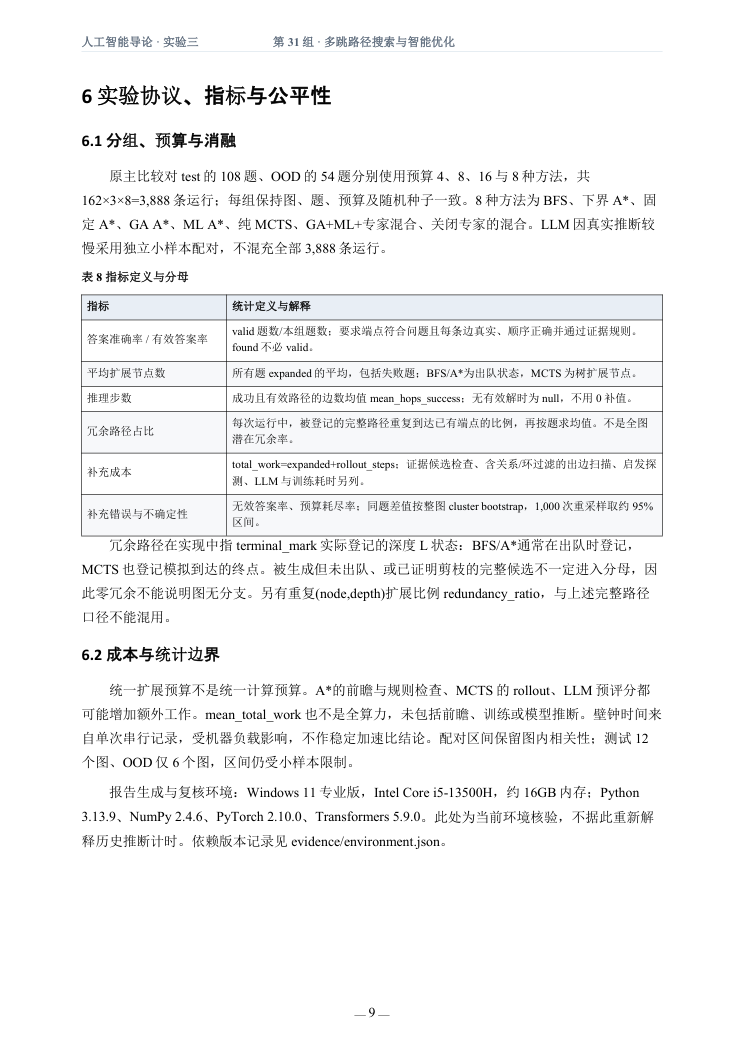 人工智能导论 · 实验三 第 31 组 · 多跳路径搜索与智能优化
6 实验协议、指标与公平性
6.1 分组、预算与消融
原主比较对 test 的 108 题、OOD 的 54 题分别使用预算 4、8、16 与 8 种方法，共
162×3×8=3,888 条运行；每组保持图、题、预算及随机种子一致。8 种方法为 BFS、下界 A*、固
定 A*、GA A*、ML A*、纯 MCTS、GA+ML+专家混合、关闭专家的混合。LLM 因真实推断较
慢采用独立小样本配对，不混充全部 3,888 条运行。
表 8 指标定义与分母
指标 统计定义与解释
答案准确率 / 有效答案率 valid 题数/本组题数；要求端点符合问题且每条边真实、顺序正确并通过证据规则。
found 不必 valid。
平均扩展节点数 所有题 expanded 的平均，包括失败题；BFS/A*为出队状态，MCTS 为树扩展节点。
推理步数 成功且有效路径的边数均值 mean_hops_success；无有效解时为 null，不用 0 补值。
冗余路径占比 每次运行中，被登记的完整路径重复到达已有端点的比例，再按题求均值。不是全图
潜在冗余率。
补充成本 total_work=expanded+rollout_steps；证据候选检查、含关系/环过滤的出边扫描、启发探
测、LLM 与训练耗时另列。
补充错误与不确定性 无效答案率、预算耗尽率；同题差值按整图 cluster bootstrap，1,000 次重采样取约 95%
区间。
冗余路径在实现中指 terminal_mark 实际登记的深度 L 状态：BFS/A*通常在出队时登记，
MCTS 也登记模拟到达的终点。被生成但未出队、或已证明剪枝的完整候选不一定进入分母，因
此零冗余不能说明图无分支。另有重复(node,depth)扩展比例 redundancy_ratio，与上述完整路径
口径不能混用。
6.2 成本与统计边界
统一扩展预算不是统一计算预算。A*的前瞻与规则检查、MCTS 的 rollout、LLM 预评分都
可能增加额外工作。mean_total_work 也不是全算力，未包括前瞻、训练或模型推断。壁钟时间来
自单次串行记录，受机器负载影响，不作稳定加速比结论。配对区间保留图内相关性；测试 12
个图、OOD 仅 6 个图，区间仍受小样本限制。
报告生成与复核环境：Windows 11 专业版，Intel Core i5-13500H，约 16GB 内存；Python
3.13.9、NumPy 2.4.6、PyTorch 2.10.0、Transformers 5.9.0。此处为当前环境核验，不据此重新解
释历史推断计时。依赖版本记录见 evidence/environment.json。
— 9 —